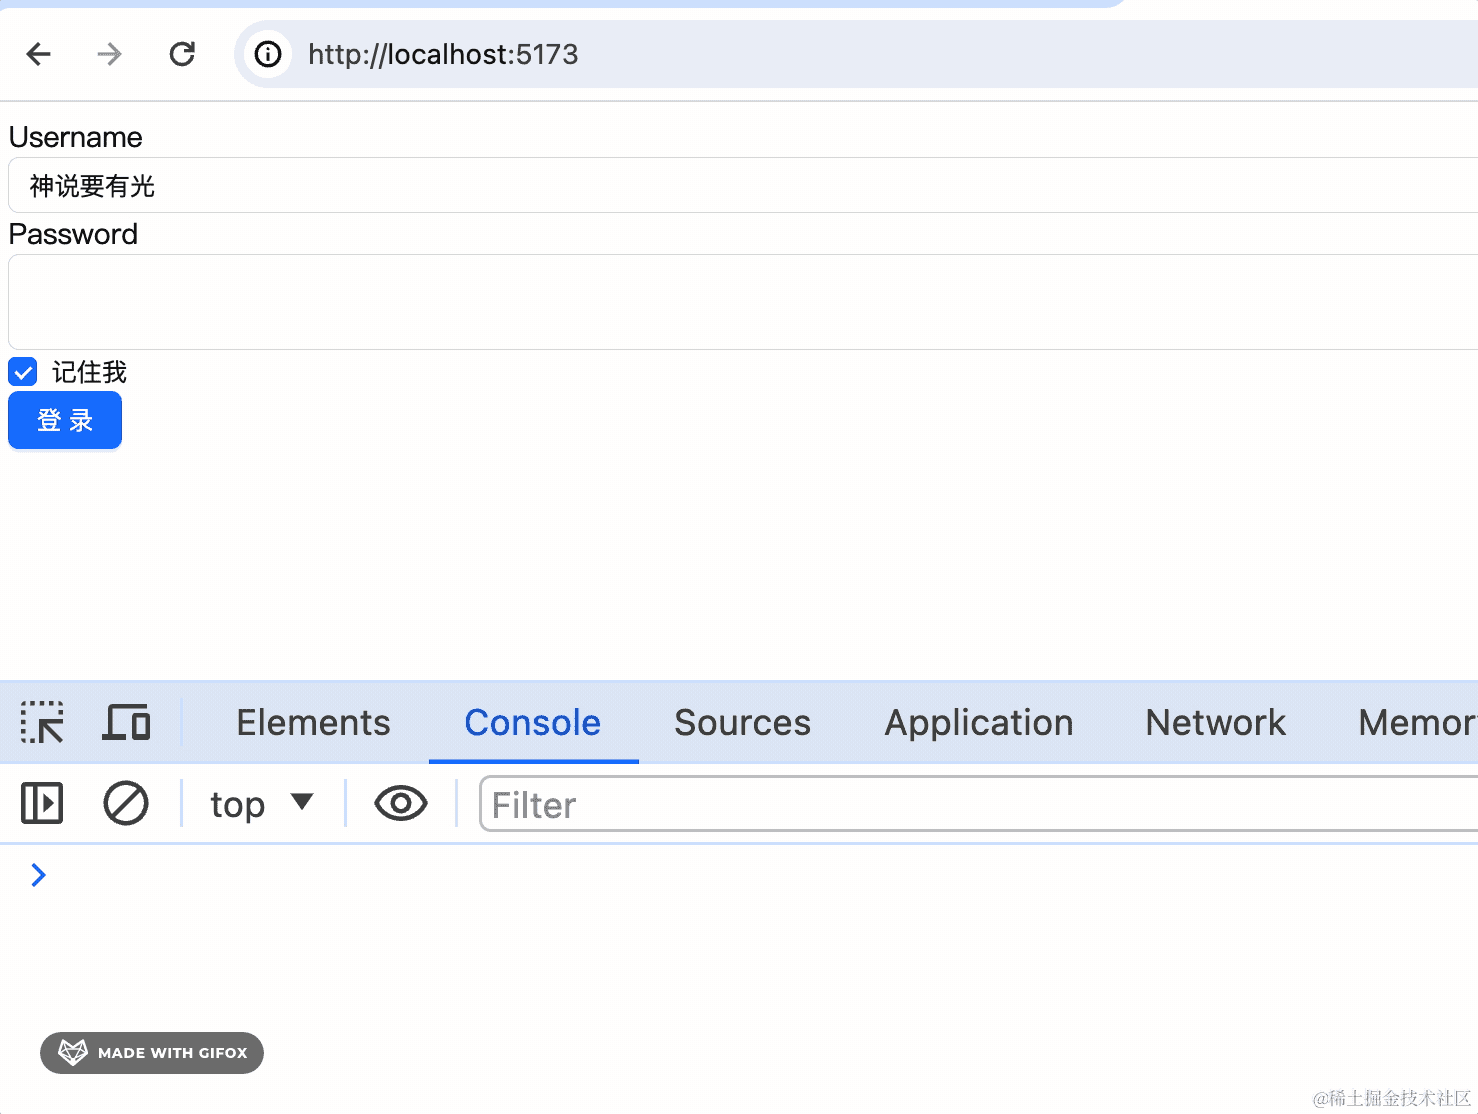 http://localhost:5173
Username
神说要有光
Password
记住我
登 录
Elements Console Sources Application Network Memor
top Filter
MADE WITH GIFOX
@稀土掘金技术社区